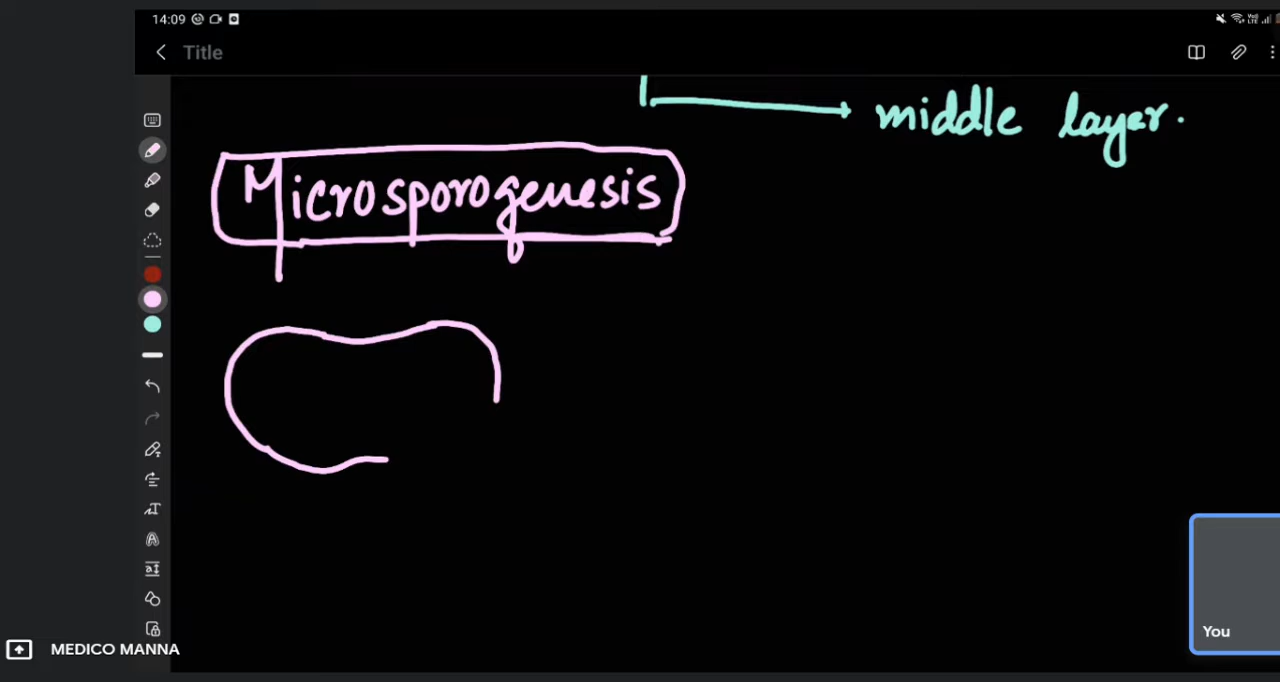 14:09
Title
middle layer.
Microsporogenesis
You
MEDICO MANNA